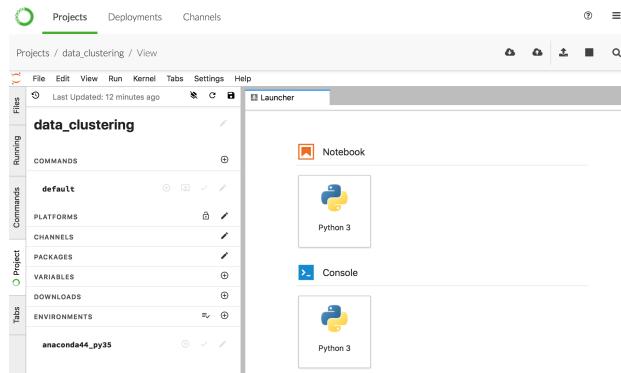 Projects Deployments Channels
Projects / data_clustering / View
File Edit View Run Kernel Tabs Settings Help
Last Updated: 12 minutes ago
Launcher
Files
Running
Commands
Project
Tabs
data_clustering
COMMANDS
default
PLATFORMS
CHANNELS
PACKAGES
VARIABLES
DOWNLOADS
ENVIRONMENTS
anaconda44_py35
Notebook
Python 3
Console
Python 3